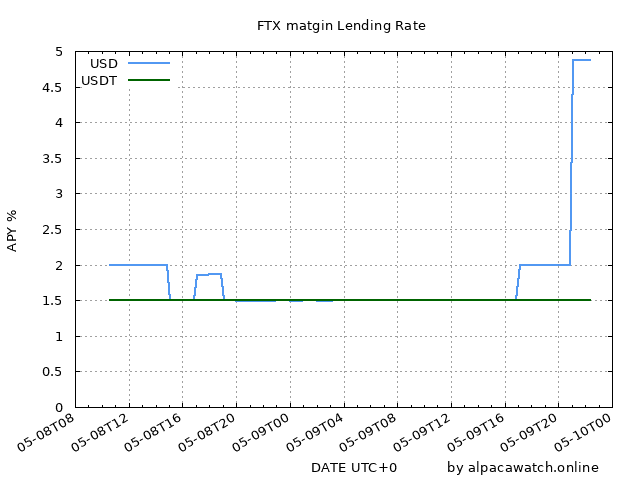 FTX matgin Lending Rate
USD
USDT
APY %
5
4.5
4
3.5
3
2.5
2
1.5
1
0.5
0
05-08T08
05-08T12
05-08T16
05-08T20
05-09T00
05-09T04
05-09T08
05-09T12
05-09T16
05-09T20
05-10T00
DATE UTC+0
by alpacawatch.online